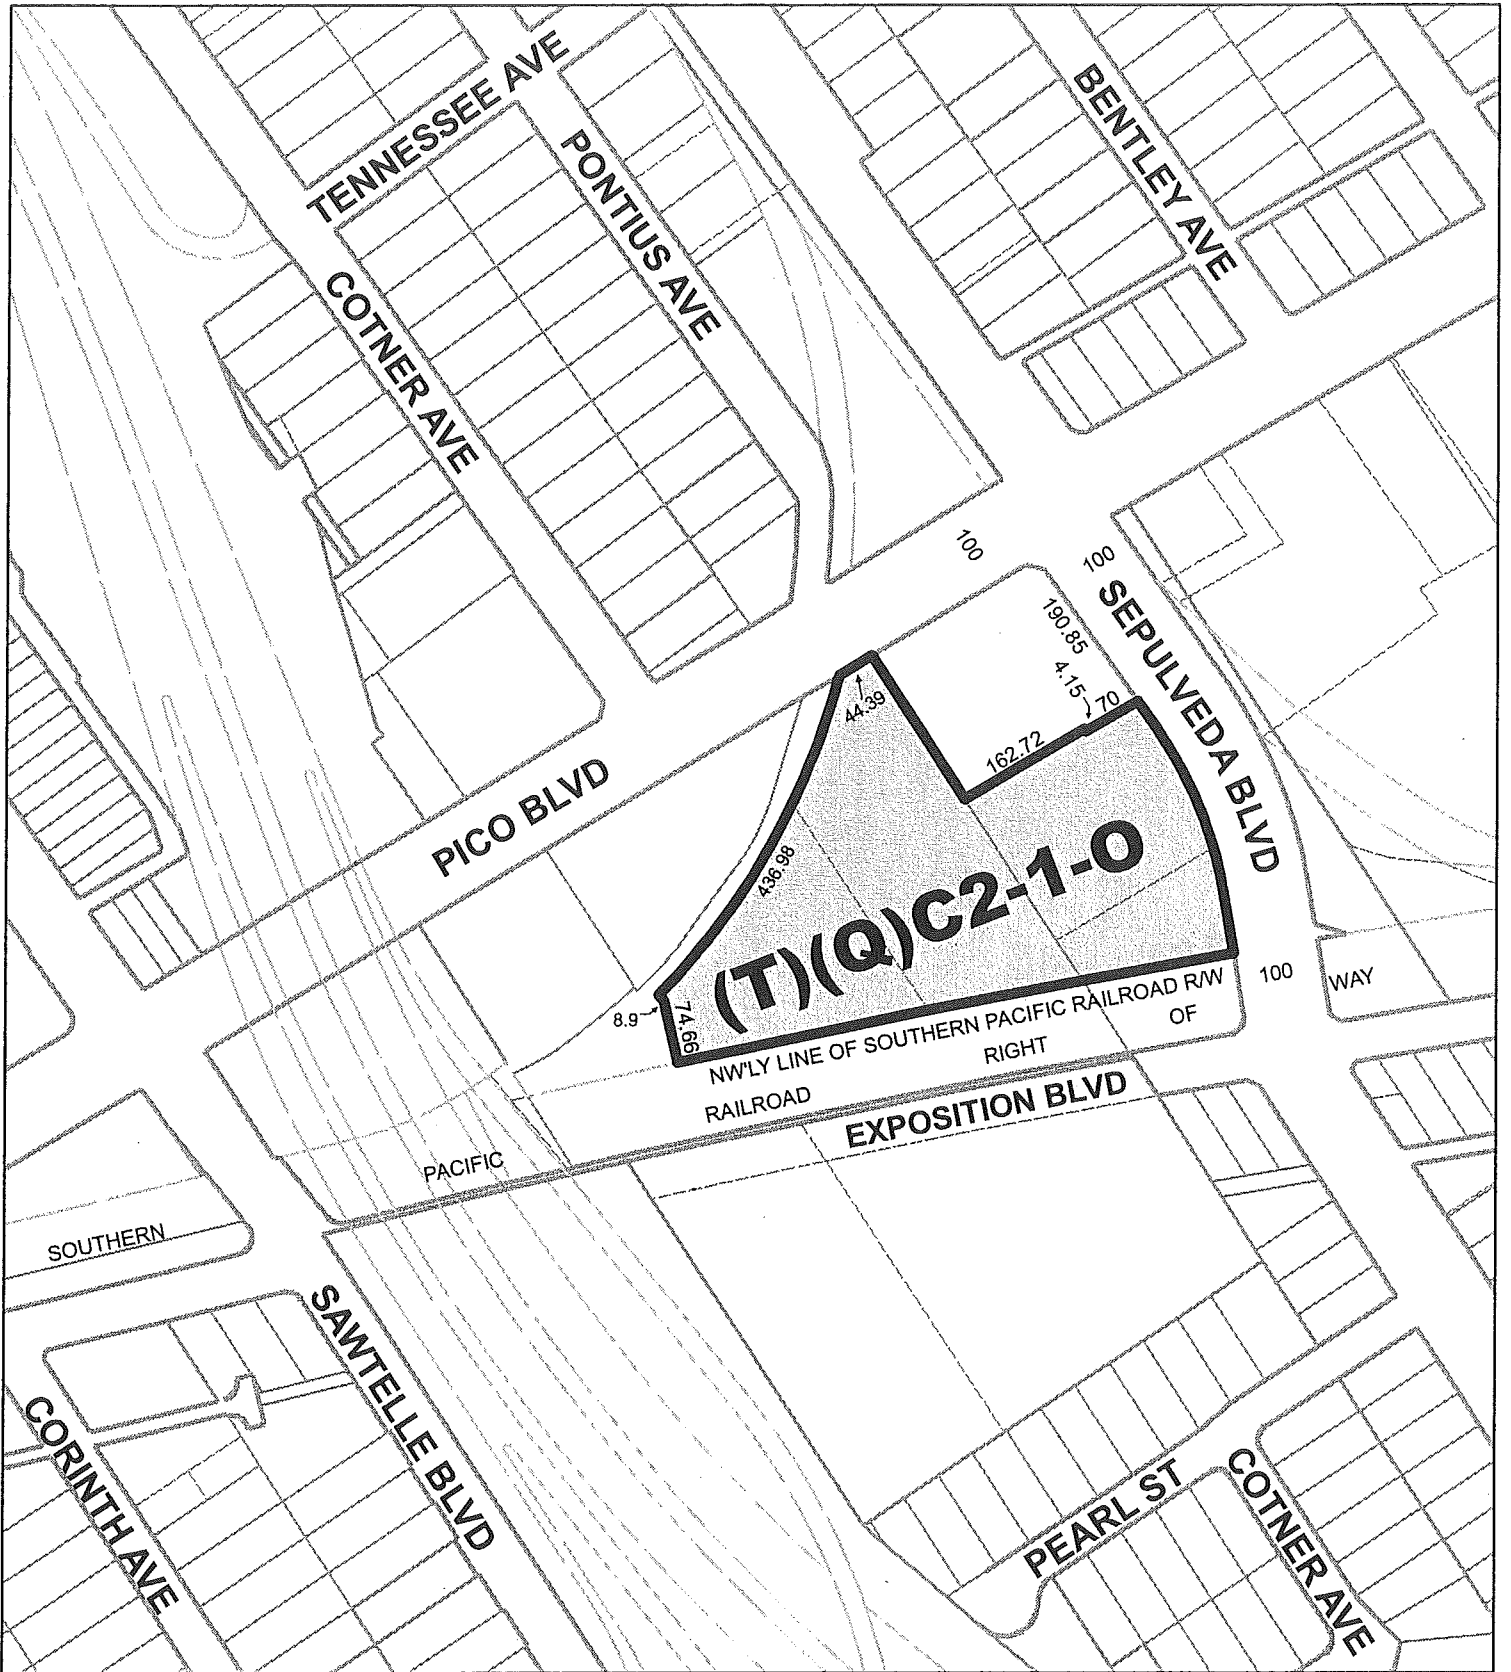 TENNESSEE AVE
PONTIUS AVE
BENTLEY AVE
COTNER AVE
100
100
SEPULVEDA BLVD
190.85
4.15
70
44.39
162.72
PICO BLVD
436.98
(T)(Q)C2-1-O
8.9
74.66
100
WAY
NW'LY LINE OF SOUTHERN PACIFIC RAILROAD R/W
OF
RIGHT
RAILROAD
EXPOSITION BLVD
PACIFIC
SOUTHERN
SAWTELLE BLVD
CORINTH AVE
PEARL ST
COTNER AVE